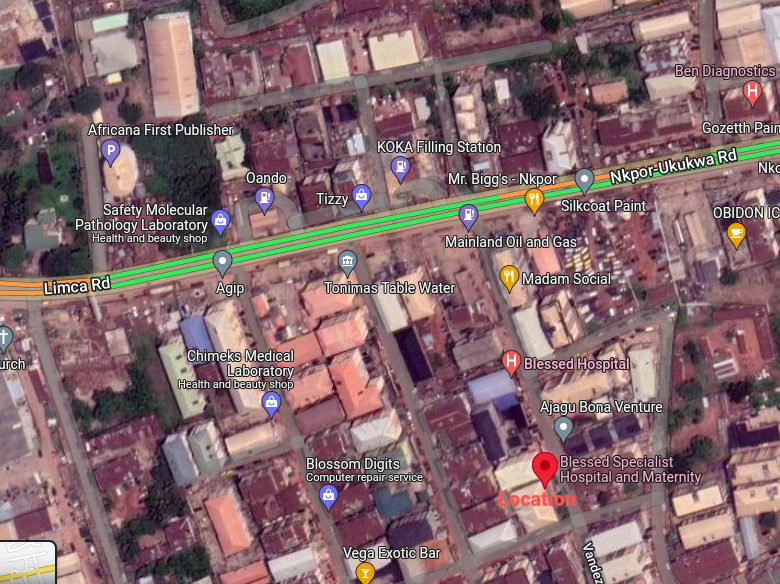 Ben Diagnostics
Africana First Publisher
P
H
Gozetth Pain
KOKA Filling Station
Nkpor-Ukukwa Rd
Nkc
Oando
Mr. Bigg's - Nkpor
Tizzy
Silkcoat Paint
Safety Molecular
Pathology Laboratory
Health and beauty shop
OBIDON IC
Mainland Oil and Gas
Limca Rd
Agip
Tonimas Table Water
Madam Social
urch
Chimeks Medical
Laboratory
Health and beauty shop
H
Blessed Hospital
Ajagu Bona Venture
Blossom Digits
Computer repair service
Blessed Specialist
Hospital and Maternity
Location
Vega Exotic Bar
Vandez